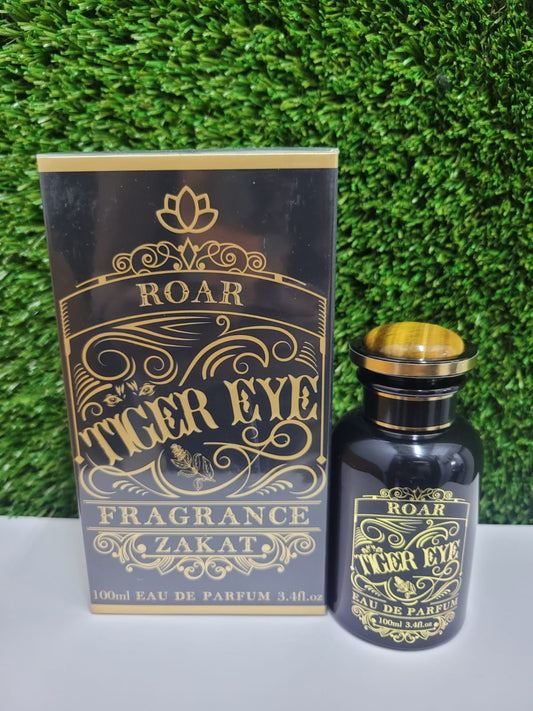 ROAR
TIGER EYE
FRAGRANCE
ZAKAT
100ml EAU DE PARFUM 3.4fl.oz
ROAR
TIGER EYE
EAU DE PARFUM
100ml 3.4fl.oz